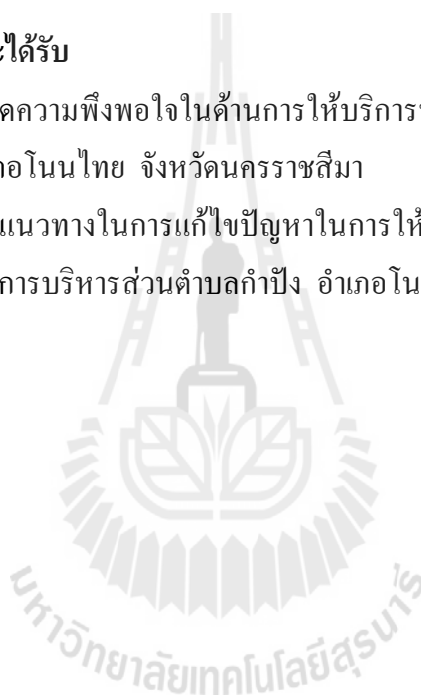 ะได้รับ
ดความพึงพอใจในด้านการให้บริการ
าอโนนไทย จังหวัดนครราชสีมา
แนวทางในการแก้ไขปัญหาในการให้
การบริหารส่วนตำบลกำปัง อำเภอโน
มหาวิทยาลัยเทคโนโลยีสุรนารี